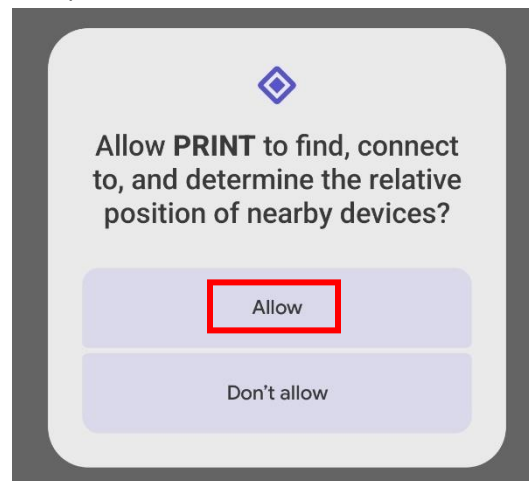 Allow PRINT to find, connect
to, and determine the relative
position of nearby devices?
Allow
Don't allow